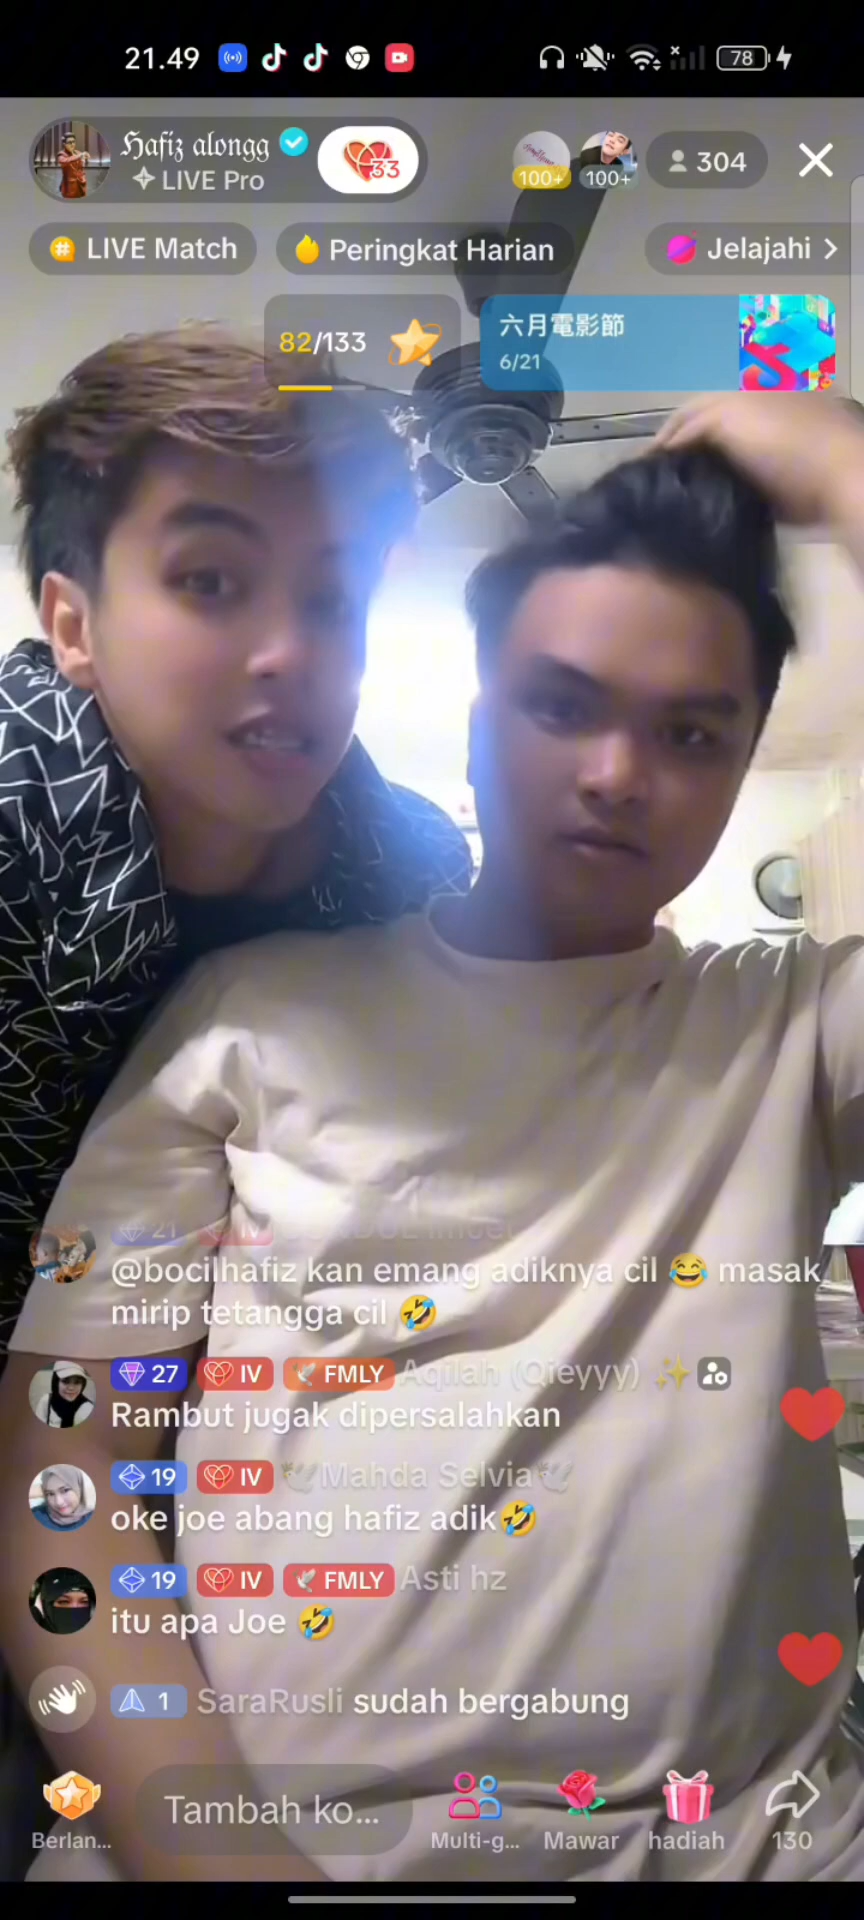 21.49
78
Hafiz alongg
LIVE Pro
33
100+
100+
304
LIVE Match
Peringkat Harian
Jelajahi >
82/133
六月電影節
6/21
21 IV
@bocilhafiz kan emang adiknya cil 😂 masak
mirip tetangga cil 🤣
27 IV FMLY Aqilah (Qieyyy) ✨
Rambut jugak dipersalahkan
19 IV 🕊Mahda Selvia🕊
oke joe abang hafiz adik🤣
19 IV FMLY Asti hz
itu apa Joe 🤣
1 SaraRusli sudah bergabung
Tambah ko...
Berlan...
Multi-g...
Mawar
hadiah
130